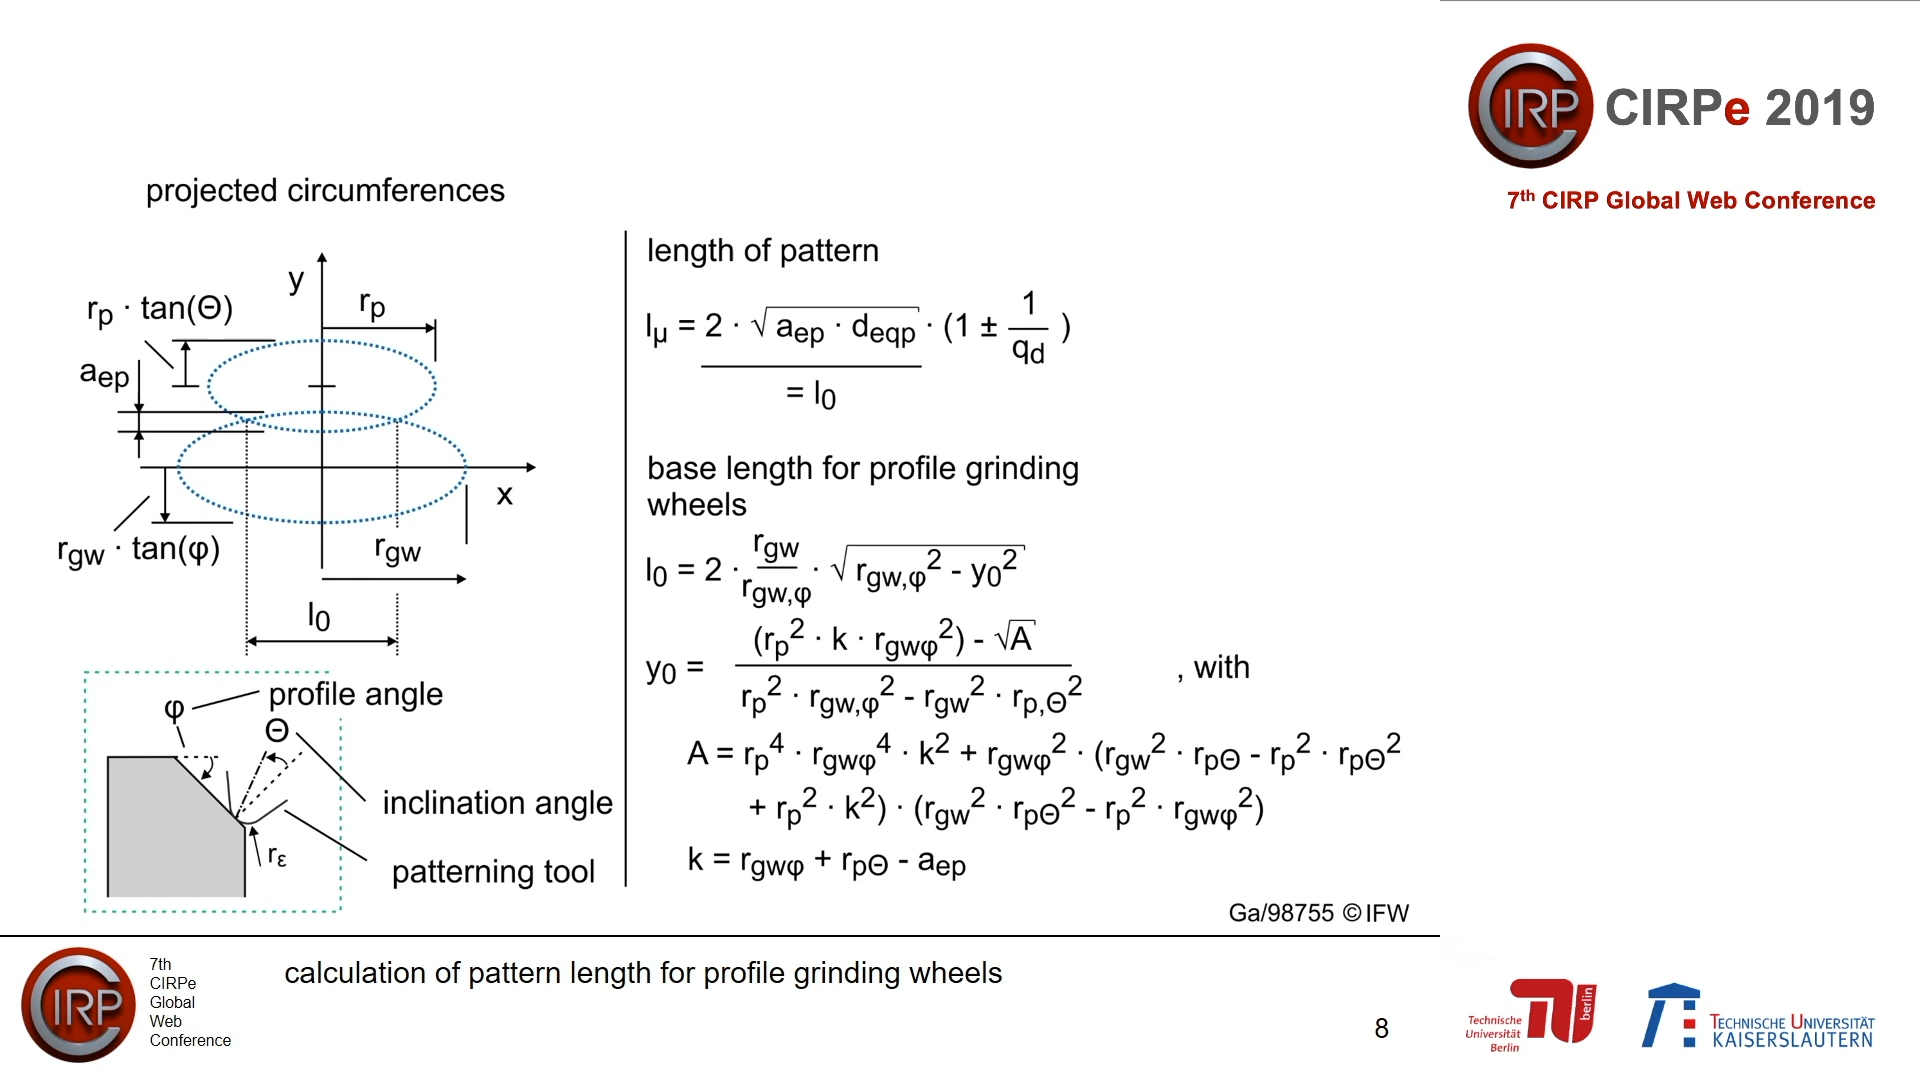 IRP CIRPe 2019
7th CIRP Global Web Conference
projected circumferences
y
rp · tan(Θ)
rp
aep
x
rgw · tan(φ)
rgw
l0
φ
profile angle
Θ
inclination angle
rε
patterning tool
length of pattern
lμ = 2 · √ aep · deqp · (1 ± 1/qd )
= l0
base length for profile grinding
wheels
l0 = 2 · rgw/rgw,φ · √ rgw,φ² - y0²
y0 = (rp² · k · rgwφ²) - √A / rp² · rgw,φ² - rgw² · rp,Θ² , with
A = rp⁴ · rgwφ⁴ · k² + rgwφ² · (rgw² · rpΘ - rp² · rpΘ²
+ rp² · k²) · (rgw² · rpΘ² - rp² · rgwφ²)
k = rgwφ + rpΘ - aep
Ga/98755 © IFW
IRP
7th
CIRPe
Global
Web
Conference
calculation of pattern length for profile grinding wheels
8
Technische
Universität
Berlin
berlin
TECHNISCHE UNIVERSITÄT
KAISERSLAUTERN